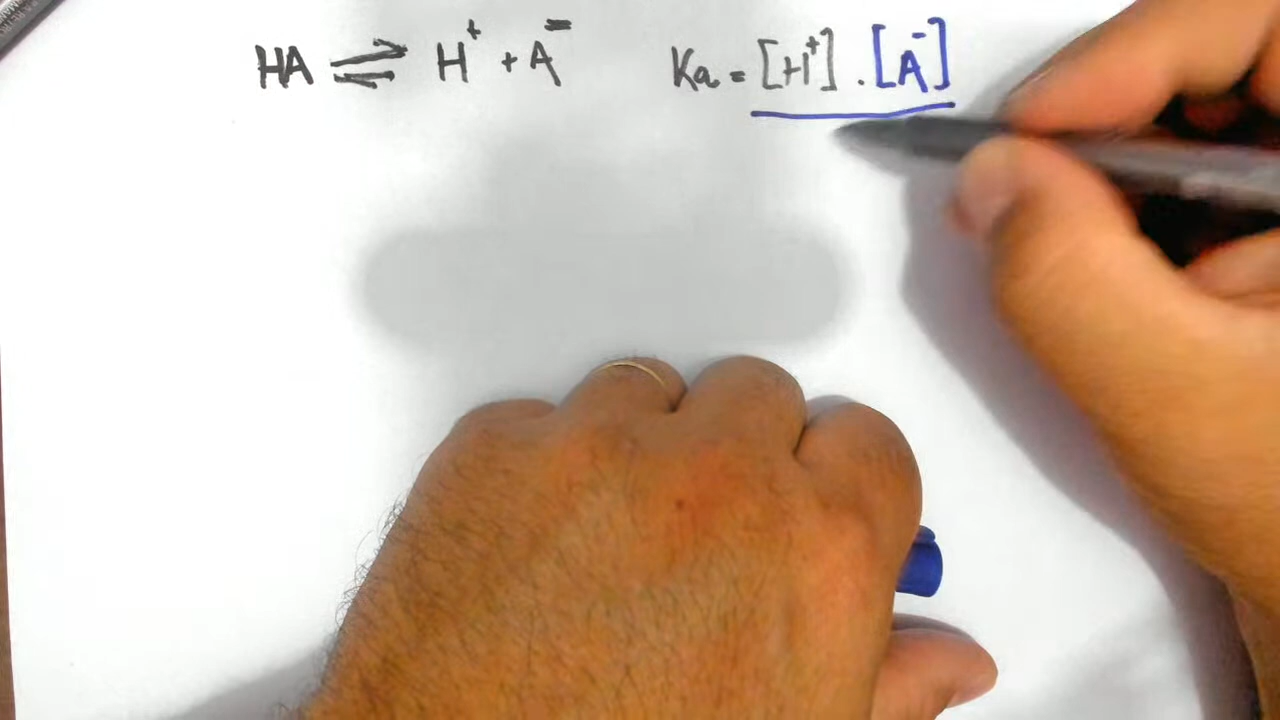 HA ⇌ H⁺ + A⁻ Ka = [H⁺] . [A⁻]